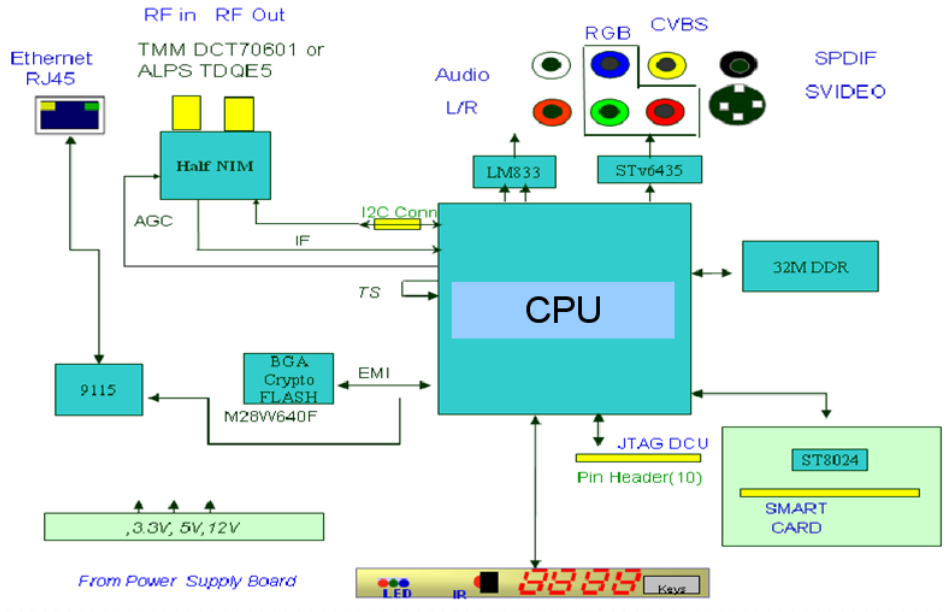 RF in RF Out
TMM DCT70601 or
ALPS TDQE5
Ethernet
RJ45
Audio
L/R
RGB
CVBS
SPDIF
SVIDEO
Half NIM
LM833
STv6435
I2C Conn
AGC
IF
TS
CPU
32M DDR
9115
BGA
Crypto
FLASH
EMI
M28W640F
JTAG DCU
Pin Header(10)
ST8024
SMART
CARD
,3.3V, 5V,12V
From Power Supply Board
LED
IR
8888
Keys